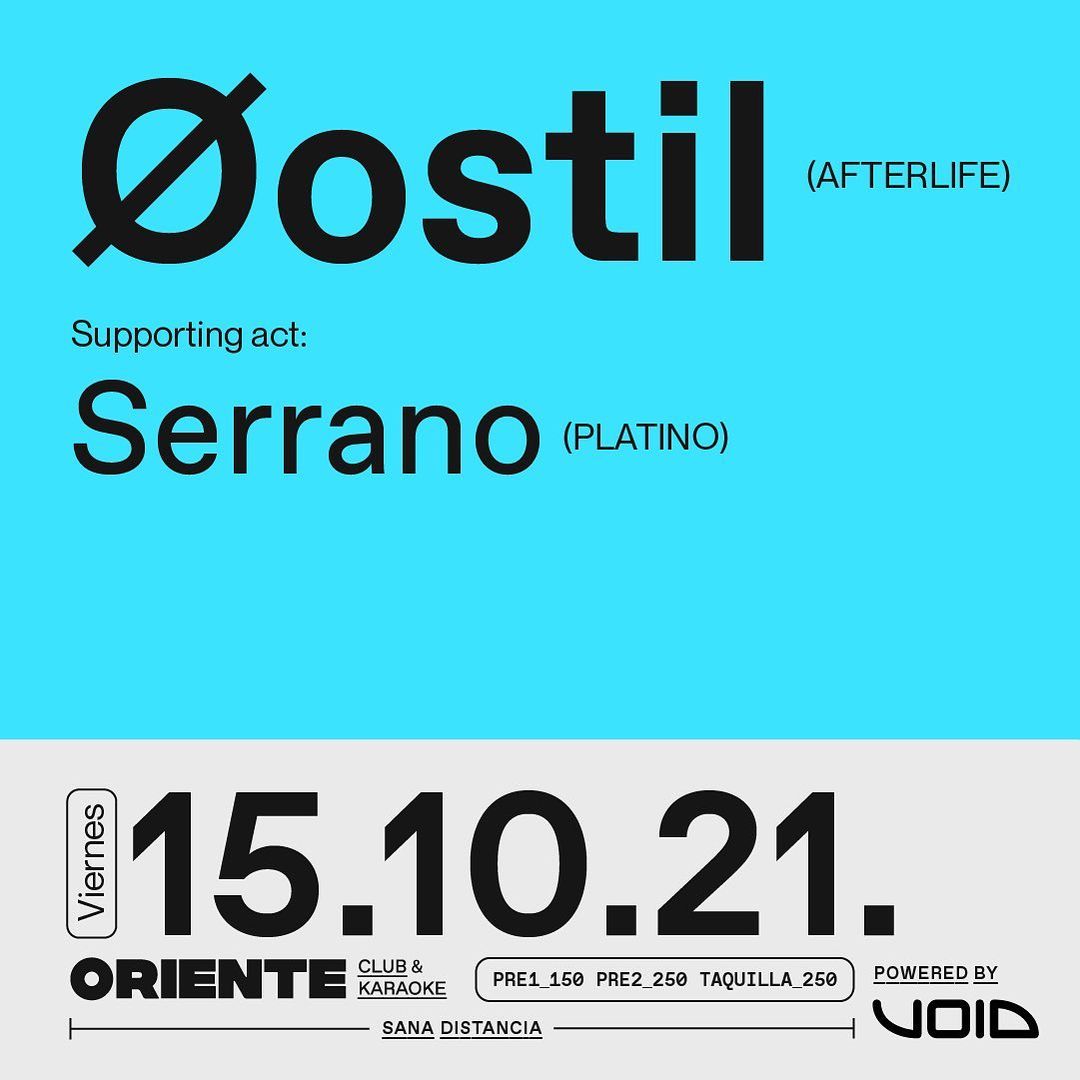 Øostil (AFTERLIFE)
Supporting act:
Serrano (PLATINO)
Viernes
15.10.21.
ORIENTE CLUB &
KARAOKE
PRE1_150 PRE2_250 TAQUILLA_250
POWERED BY
VOID
SANA DISTANCIA